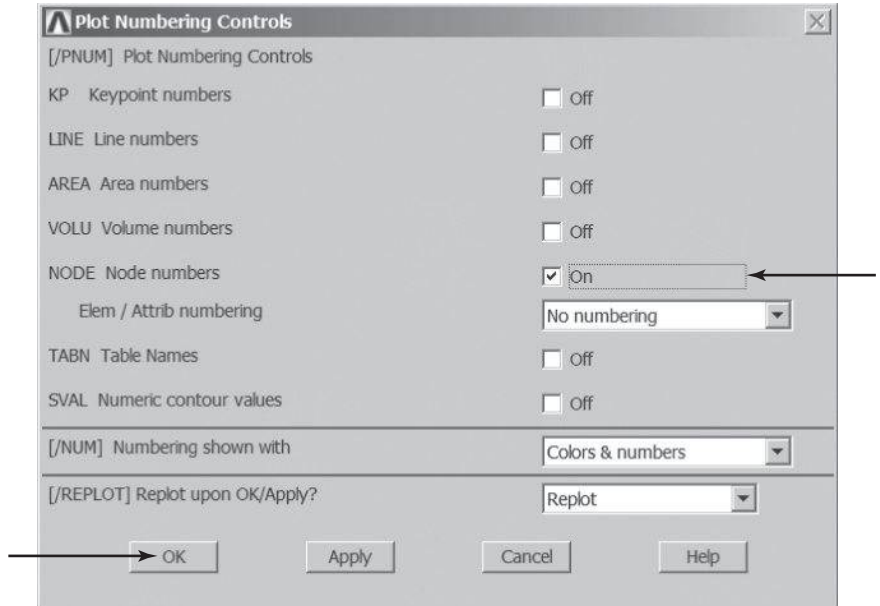 Plot Numbering Controls
[/PNUM] Plot Numbering Controls
KP Keypoint numbers Off
LINE Line numbers Off
AREA Area numbers Off
VOLU Volume numbers Off
NODE Node numbers On
Elem / Attrib numbering No numbering
TABN Table Names Off
SVAL Numeric contour values Off
[/NUM] Numbering shown with Colors & numbers
[/REPLOT] Replot upon OK/Apply? Replot
OK Apply Cancel Help